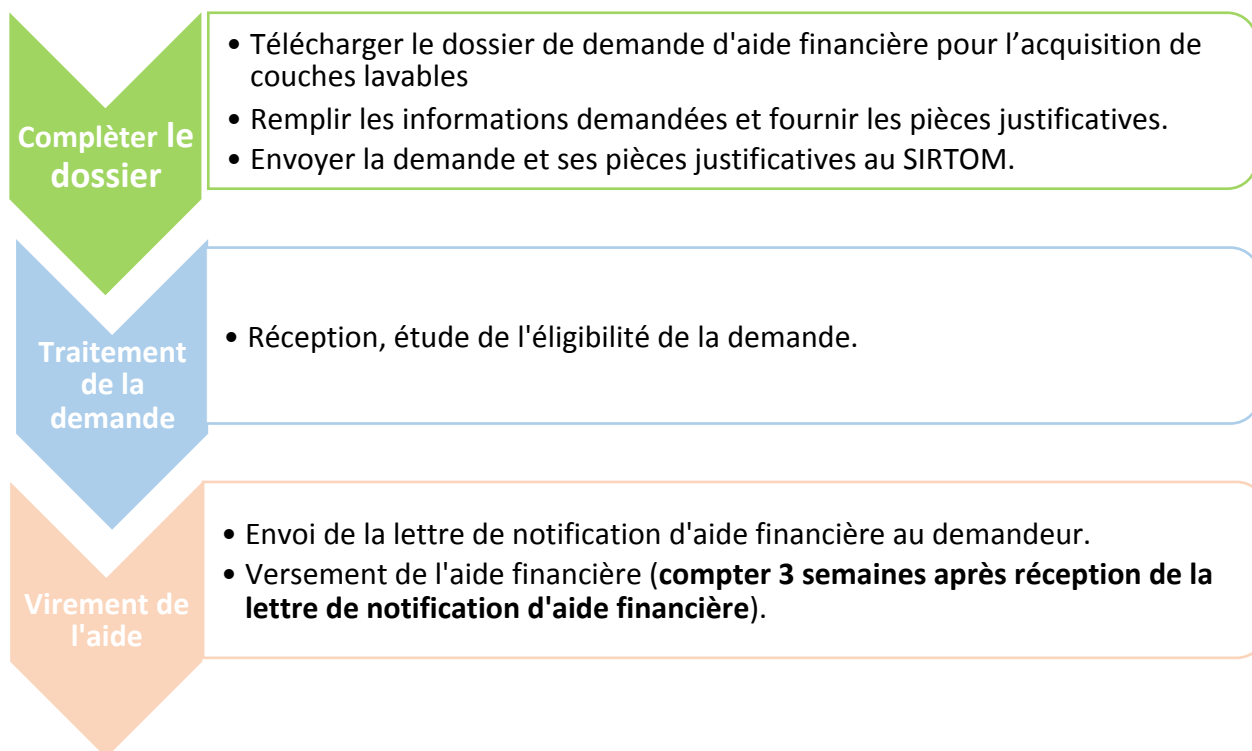 Complèter le
dossier
• Télécharger le dossier de demande d'aide financière pour l’acquisition de
couches lavables
• Remplir les informations demandées et fournir les pièces justificatives.
• Envoyer la demande et ses pièces justificatives au SIRTOM.
Traitement
de la
demande
• Réception, étude de l'éligibilité de la demande.
Virement de
l'aide
• Envoi de la lettre de notification d'aide financière au demandeur.
• Versement de l'aide financière (compter 3 semaines après réception de la
lettre de notification d'aide financière).